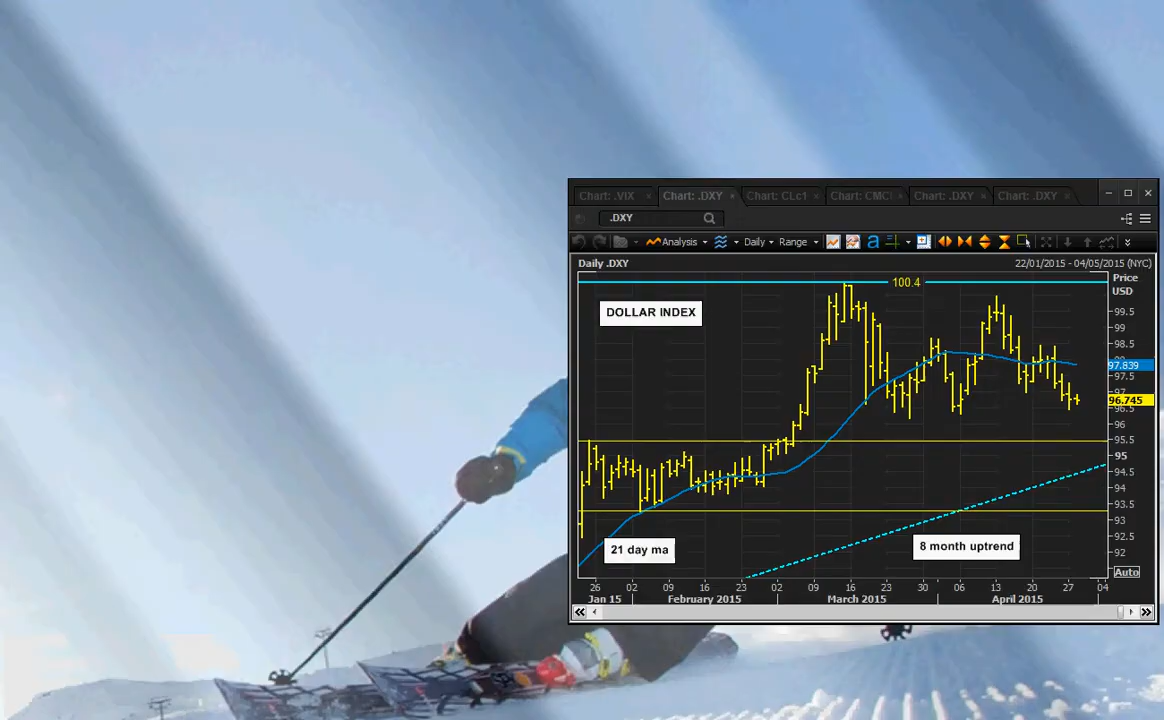 Chart: .VIX Chart: .DXY Chart: CLc1 Chart: CMC Chart: .DXY Chart: .DXY
.DXY
Analysis Daily Range
Daily .DXY 22/01/2015 - 04/05/2015 (NYC)
Price
USD
100.4
DOLLAR INDEX
99.5
99
98.5
98
97.839
97.5
97
96.745
96.5
96
95.5
95
94.5
94
93.5
93
92.5
92
21 day ma
8 month uptrend
Auto
26 02 09 16 23 02 09 16 23 30 06 13 20 27 04
Jan 15 February 2015 March 2015 April 2015